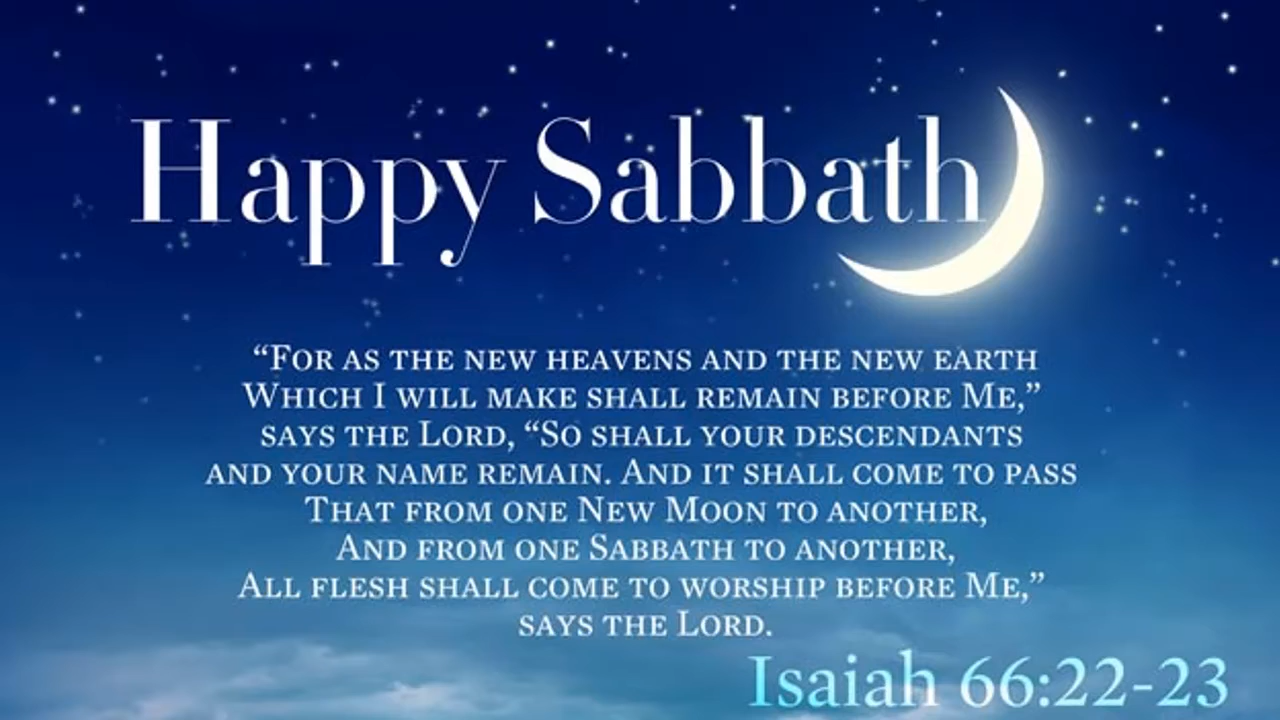 Happy Sabbath
“For as the new heavens and the new earth
Which I will make shall remain before Me,”
says the Lord, “So shall your descendants
and your name remain. And it shall come to pass
That from one New Moon to another,
And from one Sabbath to another,
All flesh shall come to worship before Me,”
says the Lord.
Isaiah 66:22-23